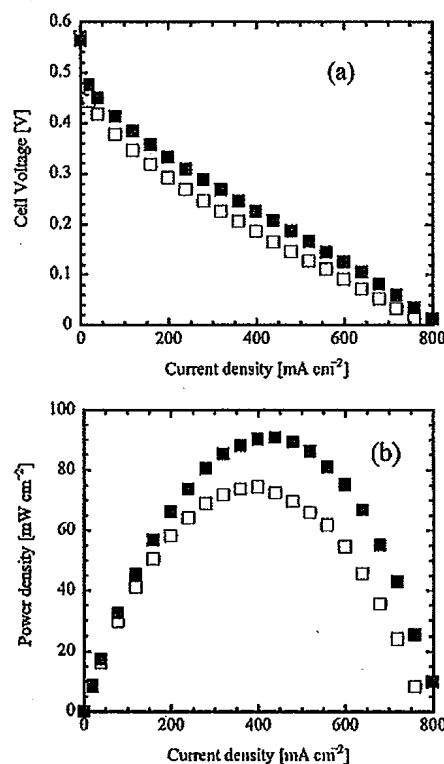 0.6
0.5
0.4
0.3
0.2
0.1
0
Cell Voltage [V]
(a)
0 200 400 600 800
Current density [mA cm⁻²]
100
80
60
40
20
0
Power density [mW cm⁻²]
(b)
0 200 400 600 800
Current density [mA cm⁻²]